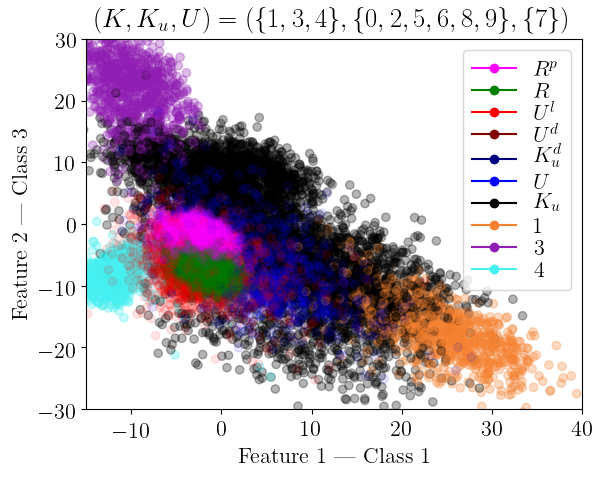 (K, K_u, U) = ({1, 3, 4}, {0, 2, 5, 6, 8, 9}, {7})
30
20
10
0
−10
−20
−30
Feature 2 — Class 3
R^p
R
U^l
U^d
K_u^d
U
K_u
1
3
4
−10
0
10
20
30
40
Feature 1 — Class 1